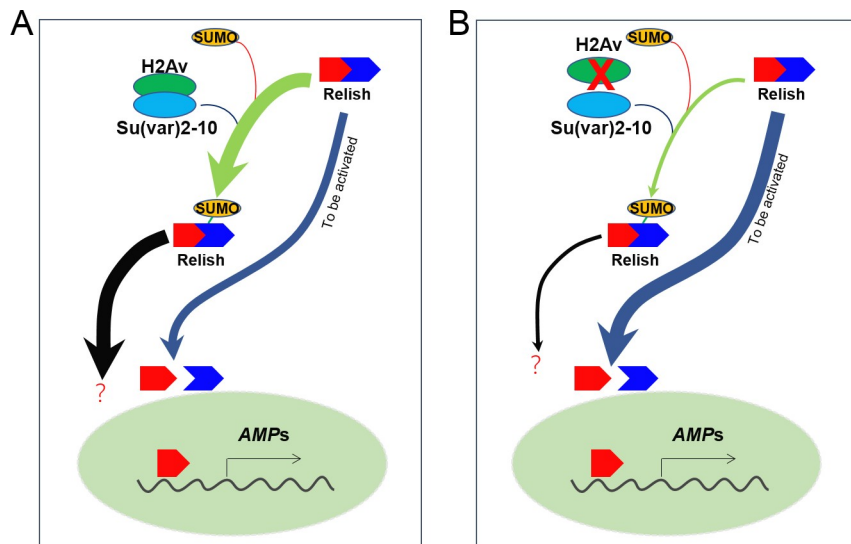 A
SUMO
H2Av
Relish
Su(var)2-10
To be activated
SUMO
Relish
?
AMPs
B
SUMO
H2Av
X
Relish
Su(var)2-10
To be activated
SUMO
Relish
?
AMPs